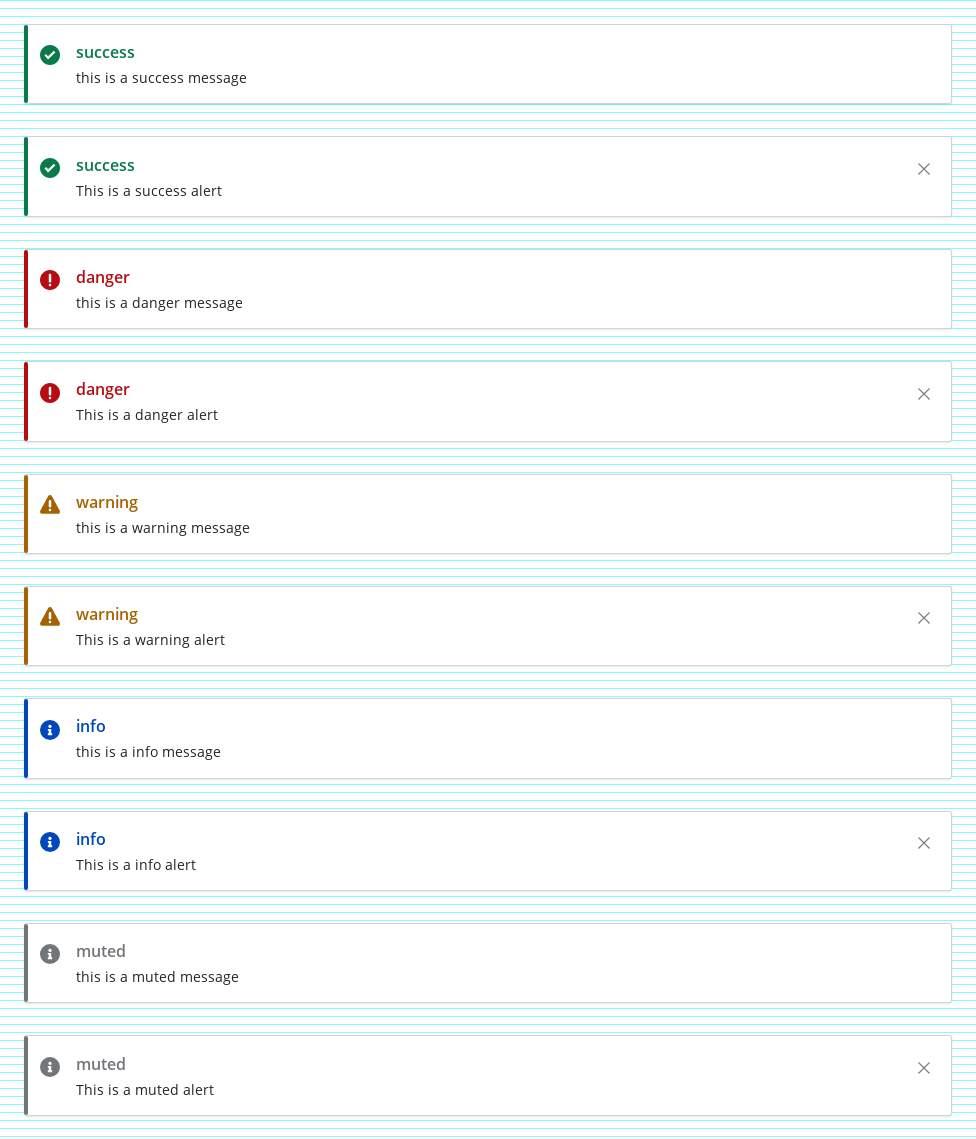 success
this is a success message
success
This is a success alert
danger
this is a danger message
danger
This is a danger alert
warning
this is a warning message
warning
This is a warning alert
info
this is a info message
info
This is a info alert
muted
this is a muted message
muted
This is a muted alert